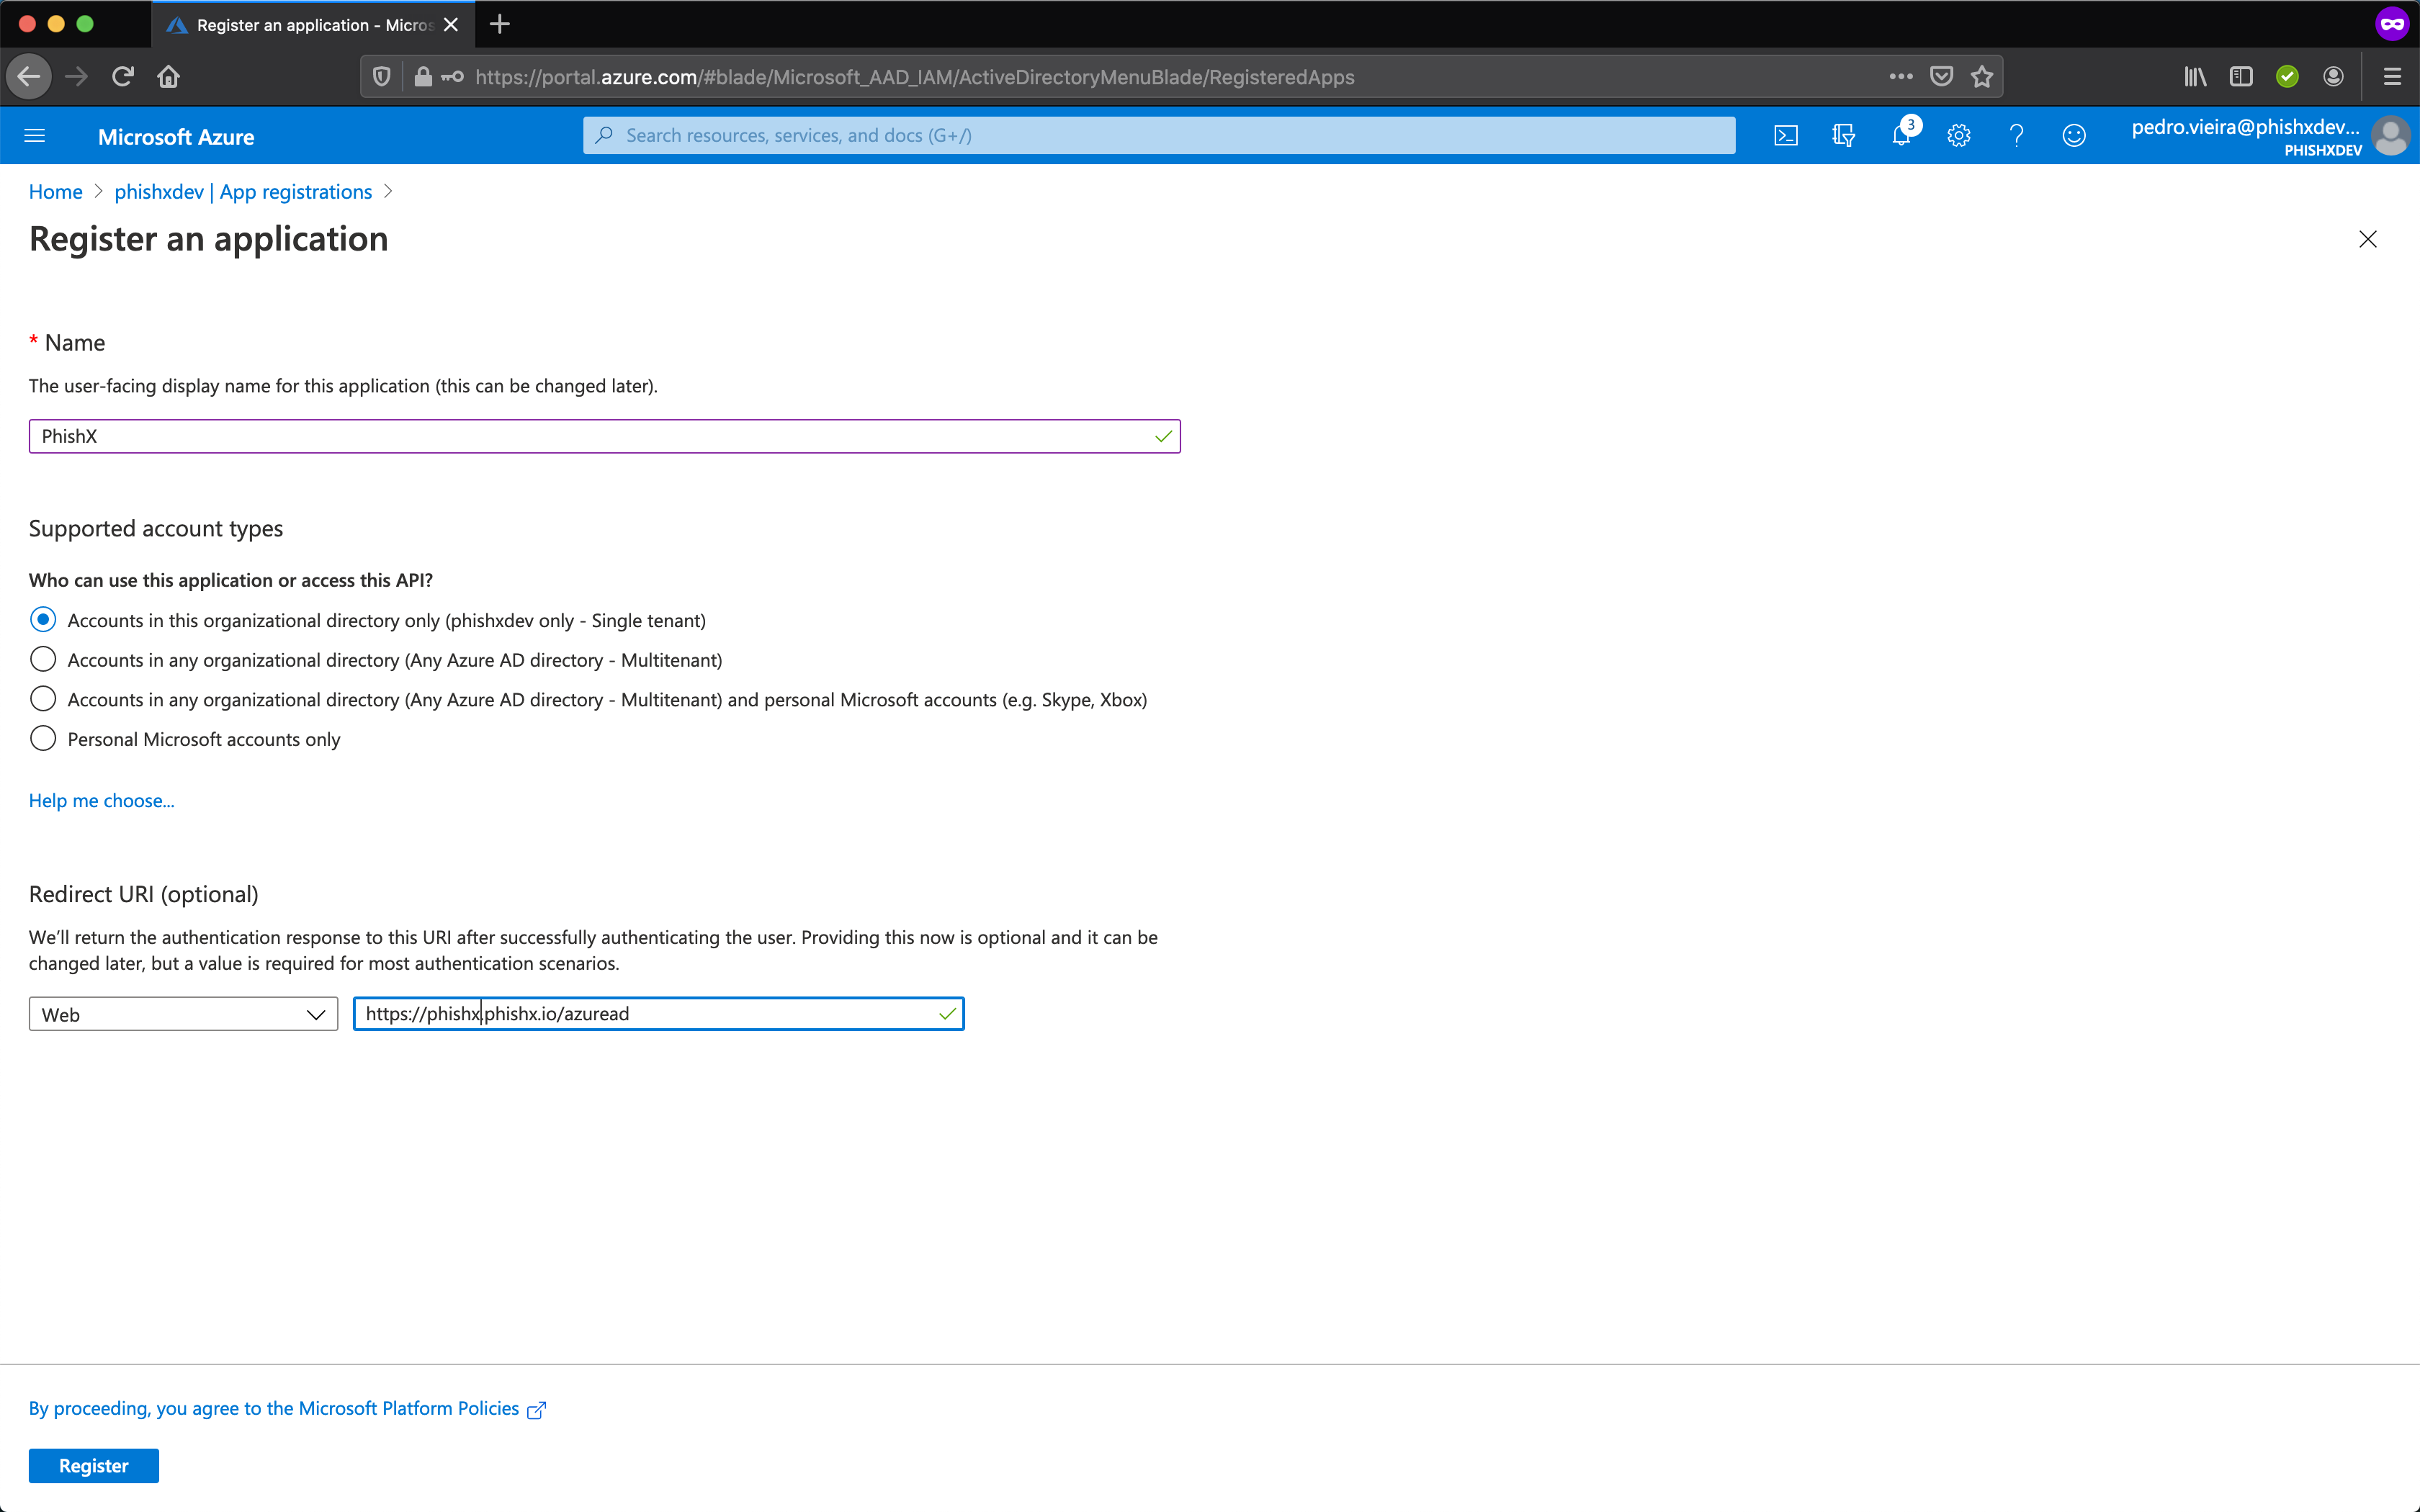 Register an application - Micros
https://portal.azure.com/#blade/Microsoft_AAD_IAM/ActiveDirectoryMenuBlade/RegisteredApps
Microsoft Azure
Search resources, services, and docs (G+/)
3
pedro.vieira@phishxdev...
PHISHXDEV
Home > phishxdev | App registrations >
Register an application
* Name
The user-facing display name for this application (this can be changed later).
PhishX
Supported account types
Who can use this application or access this API?
Accounts in this organizational directory only (phishxdev only - Single tenant)
Accounts in any organizational directory (Any Azure AD directory - Multitenant)
Accounts in any organizational directory (Any Azure AD directory - Multitenant) and personal Microsoft accounts (e.g. Skype, Xbox)
Personal Microsoft accounts only
Help me choose...
Redirect URI (optional)
We’ll return the authentication response to this URI after successfully authenticating the user. Providing this now is optional and it can be
changed later, but a value is required for most authentication scenarios.
Web
https://phishx.phishx.io/azuread
By proceeding, you agree to the Microsoft Platform Policies
Register